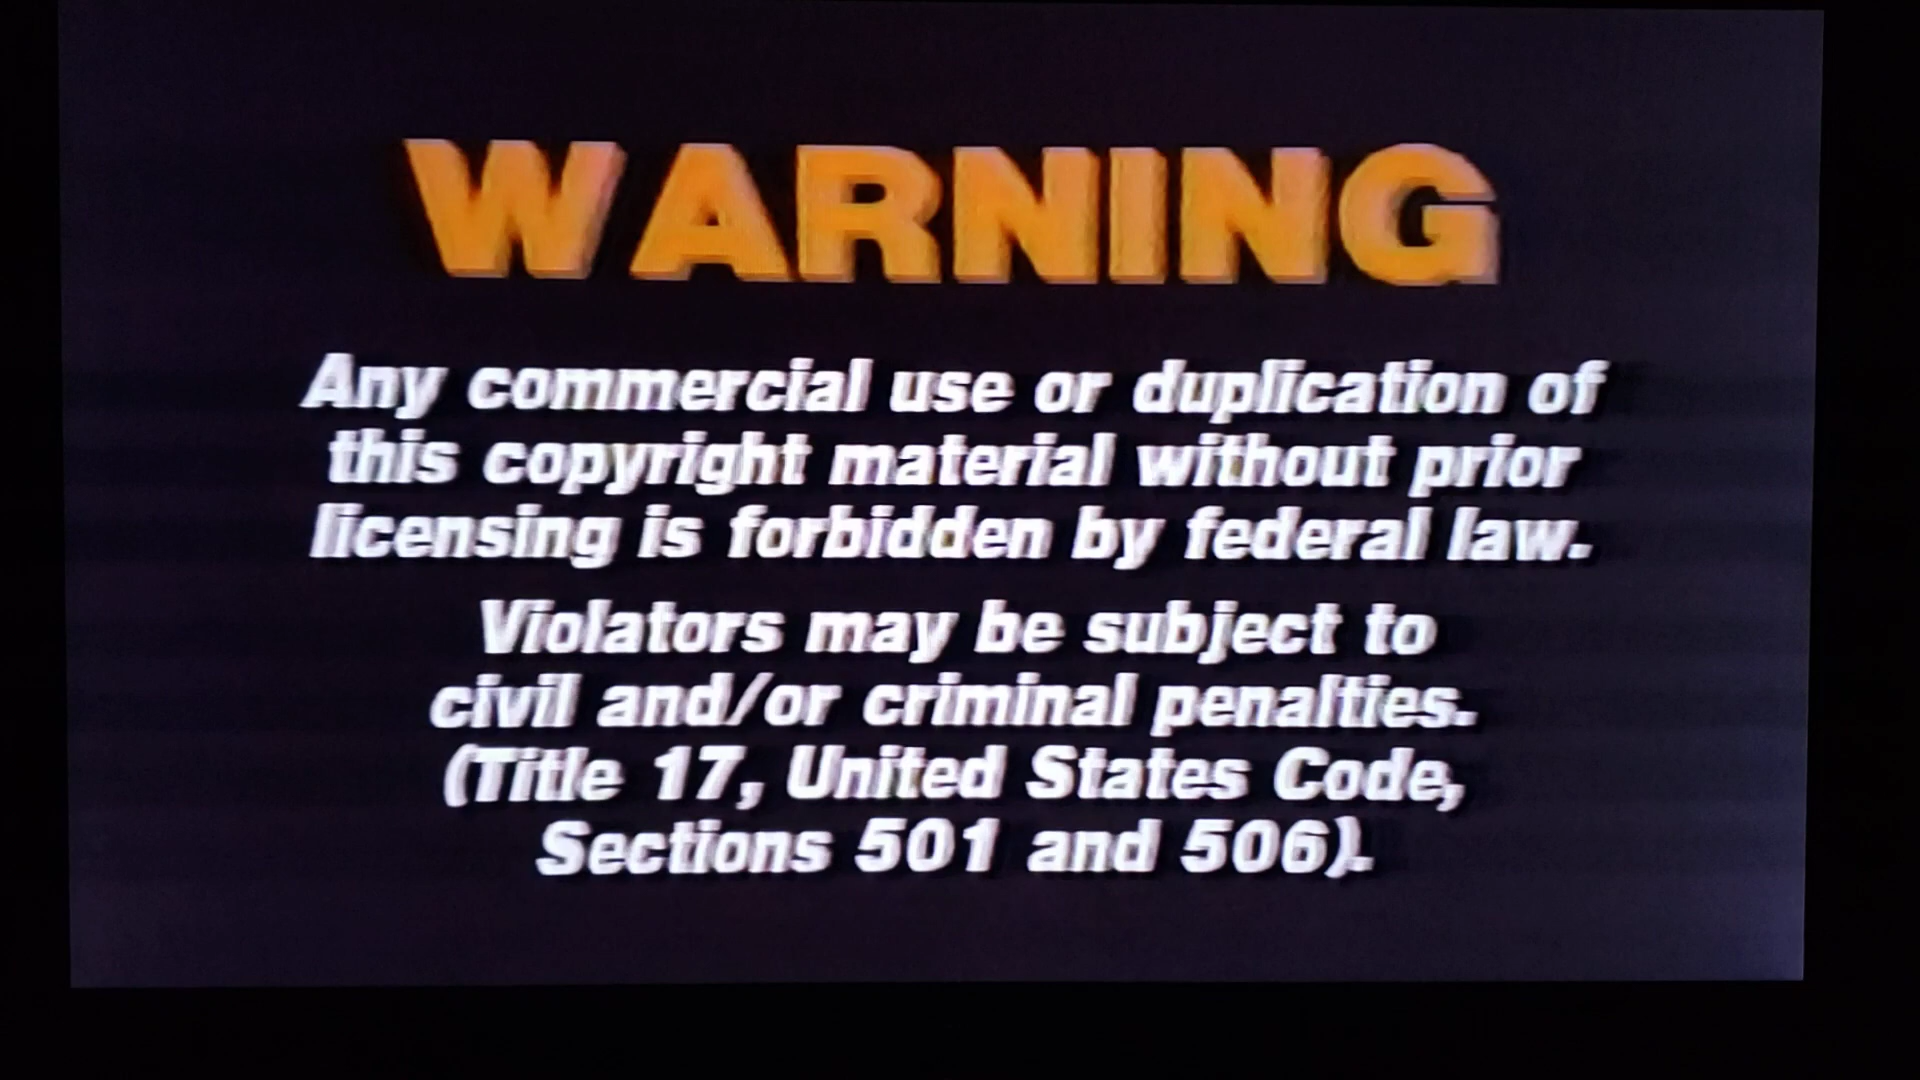 WARNING
Any commercial use or duplication of
this copyright material without prior
licensing is forbidden by federal law.
Violators may be subject to
civil and/or criminal penalties.
(Title 17, United States Code,
Sections 501 and 506).